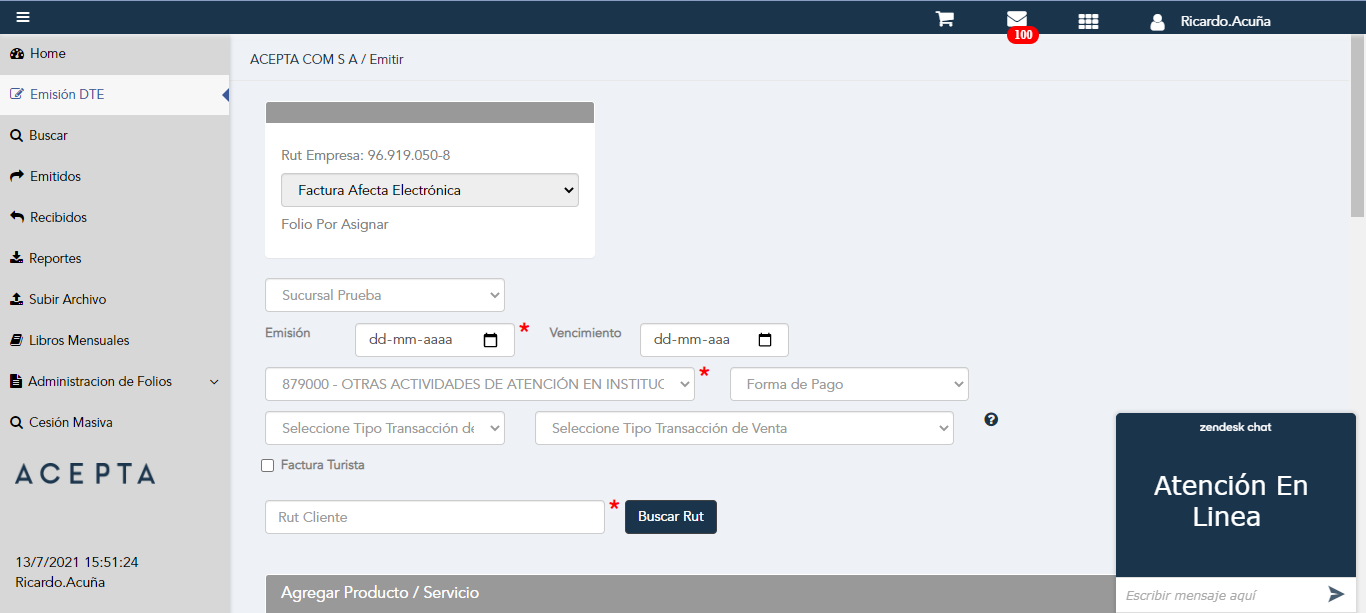 Ricardo.Acuña
100
Home
Emisión DTE
Buscar
Emitidos
Recibidos
Reportes
Subir Archivo
Libros Mensuales
Administracion de Folios
Cesión Masiva
ACEPTA
13/7/2021 15:51:24
Ricardo.Acuña
ACEPTA COM S A / Emitir
Rut Empresa: 96.919.050-8
Factura Afecta Electrónica
Folio Por Asignar
Sucursal Prueba
Emisión dd-mm-aaaa * Vencimiento dd-mm-aaa
879000 - OTRAS ACTIVIDADES DE ATENCIÓN EN INSTITUC * Forma de Pago
Seleccione Tipo Transacción de Seleccione Tipo Transacción de Venta ?
Factura Turista
Rut Cliente * Buscar Rut
Agregar Producto / Servicio
zendesk chat
Atención En
Linea
Escribir mensaje aquí